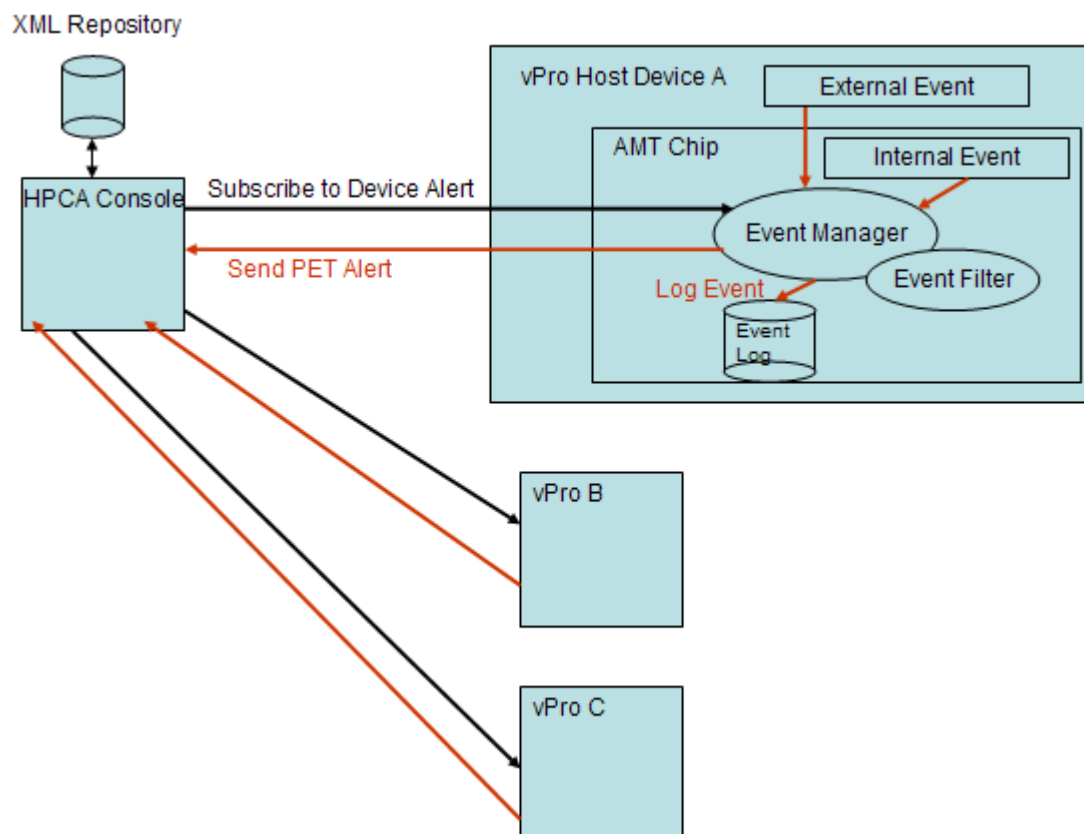 XML Repository
vPro Host Device A
External Event
AMT Chip
Internal Event
HPCA Console
Subscribe to Device Alert
Event Manager
Send PET Alert
Event Filter
Log Event
Event
Log
vPro B
vPro C